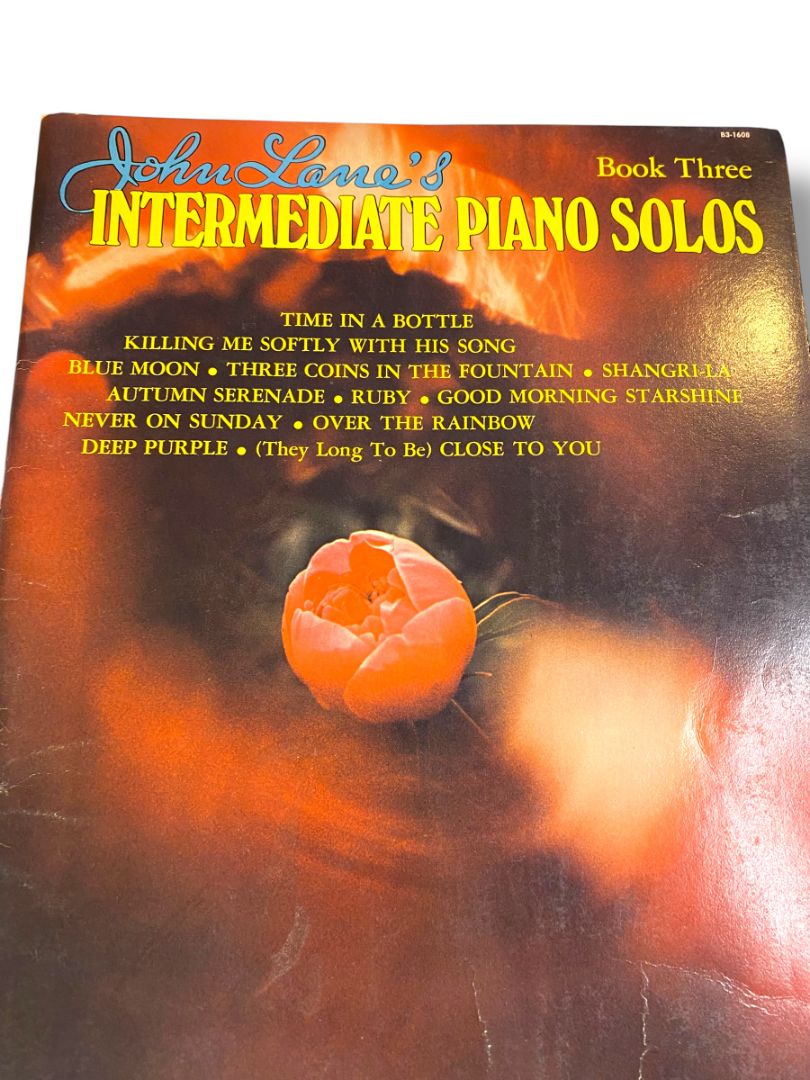 B3-1608
John Lane's
Book Three
INTERMEDIATE PIANO SOLOS
TIME IN A BOTTLE
KILLING ME SOFTLY WITH HIS SONG
BLUE MOON • THREE COINS IN THE FOUNTAIN • SHANGRI-LA
AUTUMN SERENADE • RUBY • GOOD MORNING STARSHINE
NEVER ON SUNDAY • OVER THE RAINBOW
DEEP PURPLE • (They Long To Be) CLOSE TO YOU